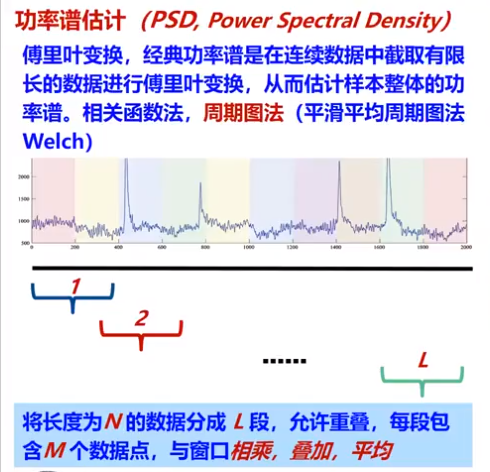 功率谱估计（PSD, Power Spectral Density）
傅里叶变换，经典功率谱是在连续数据中截取有限
长的数据进行傅里叶变换，从而估计样本整体的功
率谱。相关函数法，周期图法（平滑平均周期图法
Welch）
2000
1500
1000
500
0 200 400 600 800 1000 1200 1400 1600 1800 2000
1
2
......
L
将长度为N的数据分成 L 段，允许重叠，每段包
含M 个数据点，与窗口相乘，叠加，平均